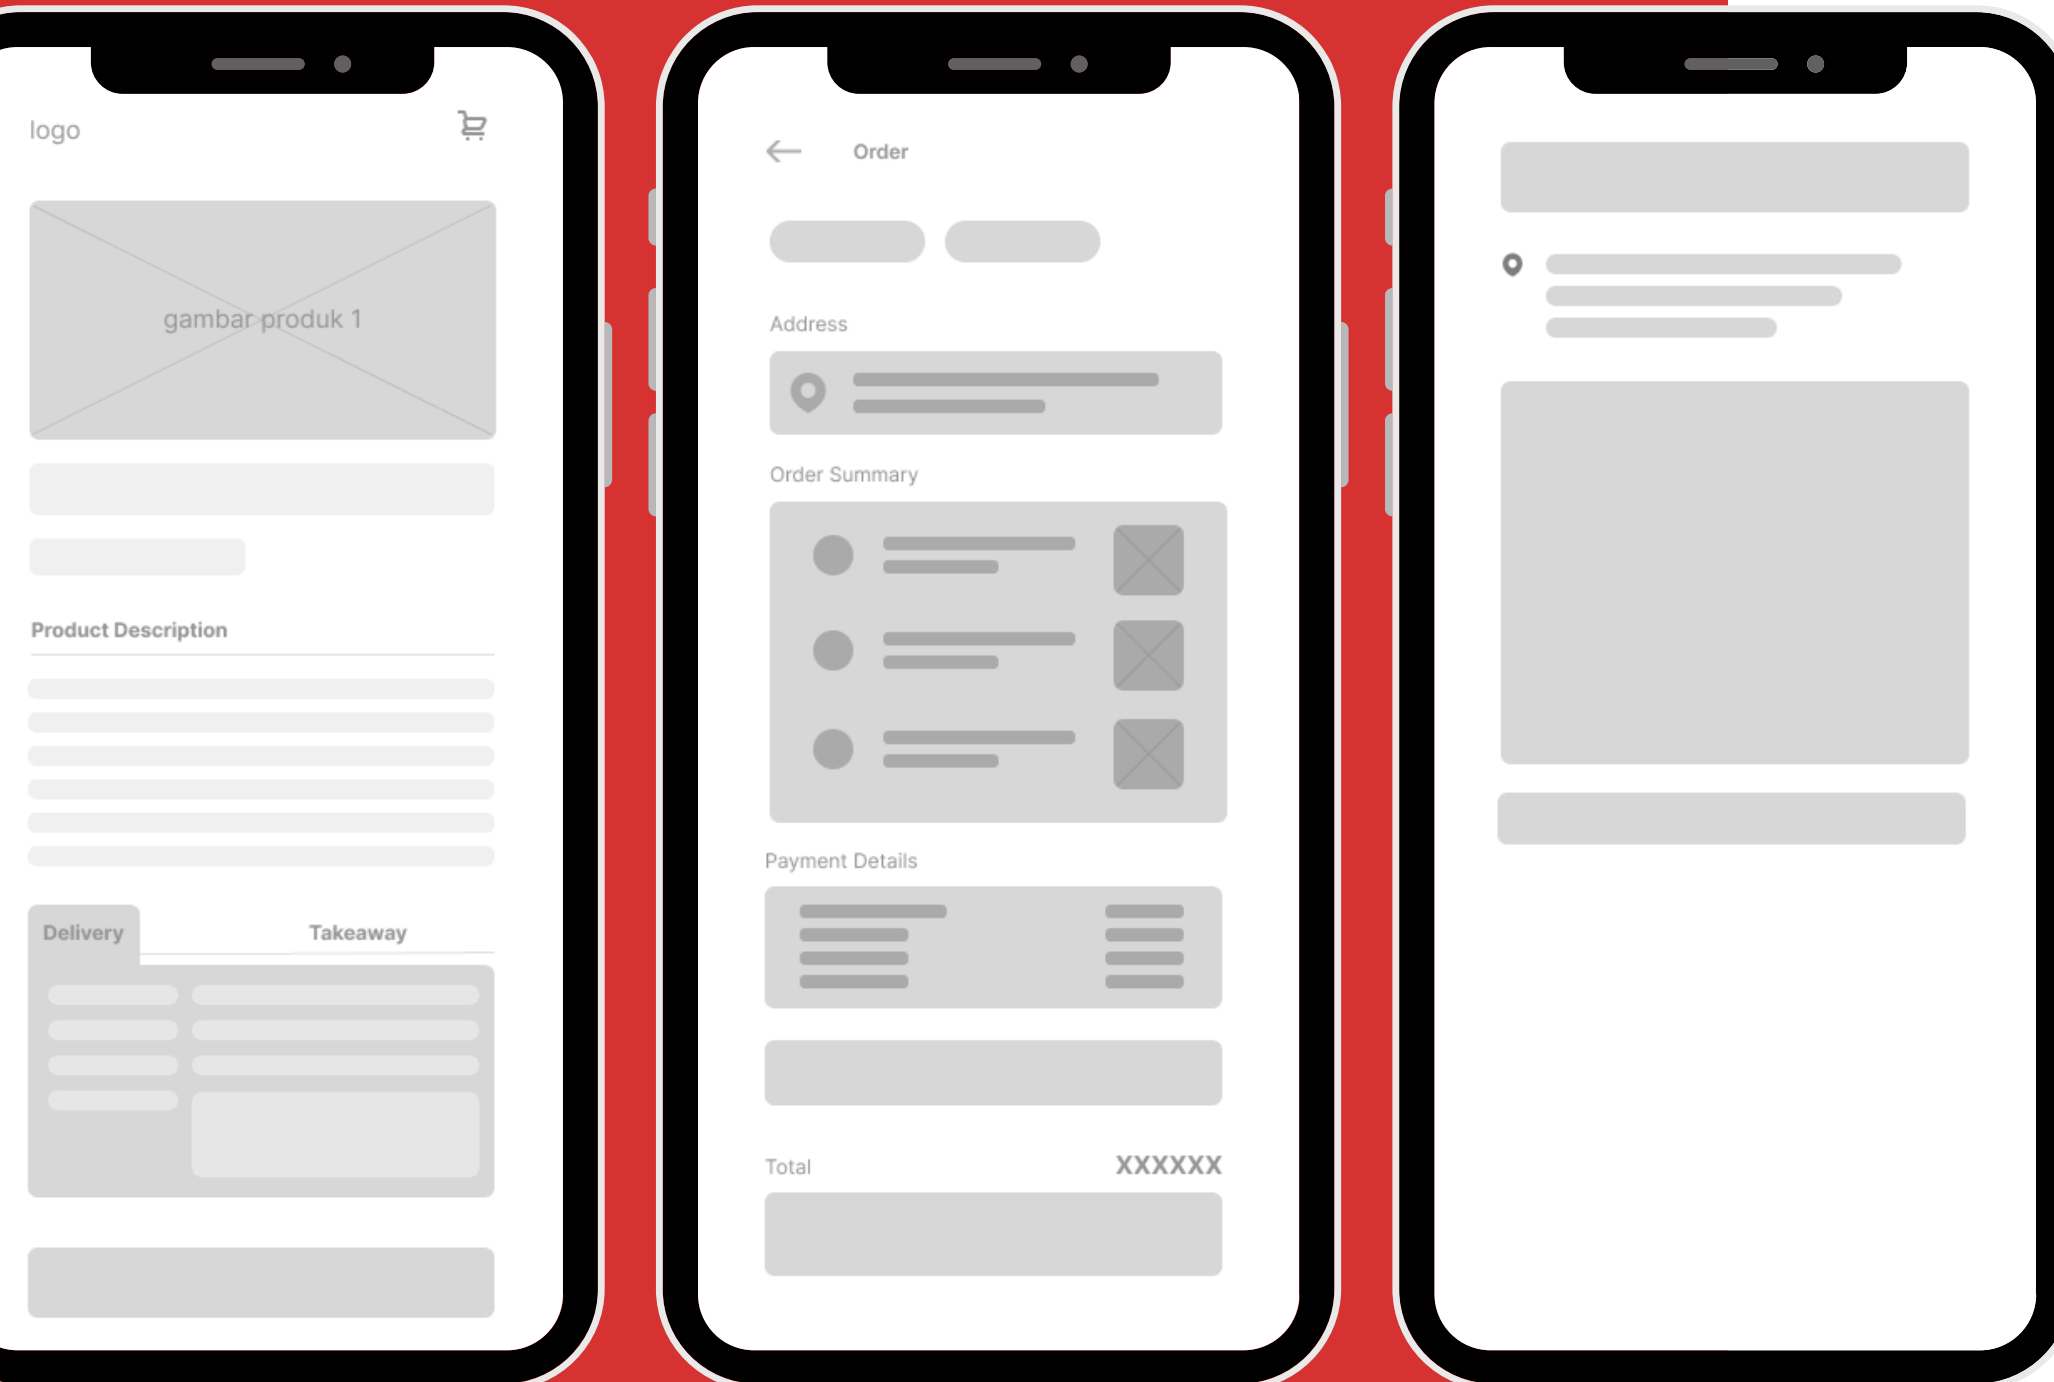 logo
gambar produk 1
Product Description
Delivery
Takeaway
Order
Address
Order Summary
Payment Details
Total
XXXXXX